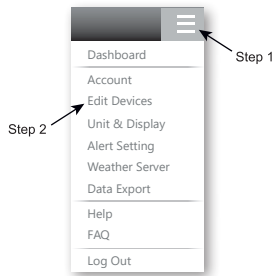 Step 1
Dashboard
Account
Edit Devices
Step 2
Unit & Display
Alert Setting
Weather Server
Data Export
Help
FAQ
Log Out